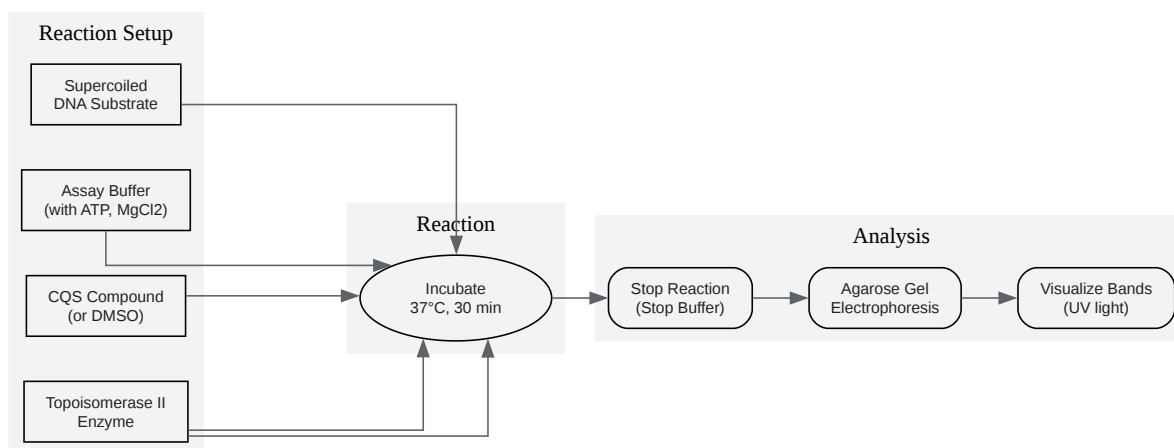 Reaction Setup
Supercoiled
DNA Substrate
Assay Buffer
(with ATP, MgCl2)
CQS Compound
(or DMSO)
Topoisomerase II
Enzyme
Reaction
Incubate
37°C, 30 min
Analysis
Stop Reaction
(Stop Buffer)
Agarose Gel
Electrophoresis
Visualize Bands
(UV light)